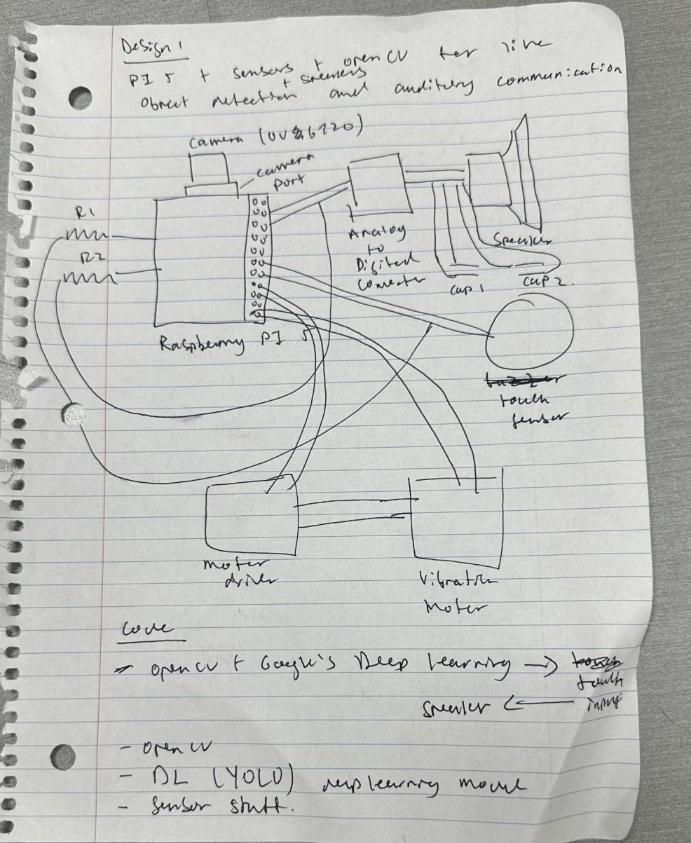 Design 1
PI 5 + sensors + open CV for live
+ speakers
Object detection and auditory communication
camera (OV26720)
camera
port
R1
R2
Analog
to
Digital
Converter
Speaker
cap 1
cap 2.
Raspberry PI 5
touch
sensor
motor
driver
Vibration
Motor
Code
open CV + Google's Deep Learning →
touch
input
Speaker ←
- open CV
- DL (YOLO) deep learning model
- Sensor stuff.